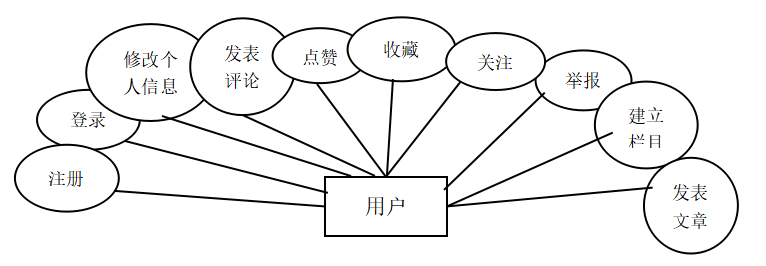 注册
登录
修改个
人信息
发表
评论
点赞
收藏
关注
举报
建立
栏目
发表
文章
用户